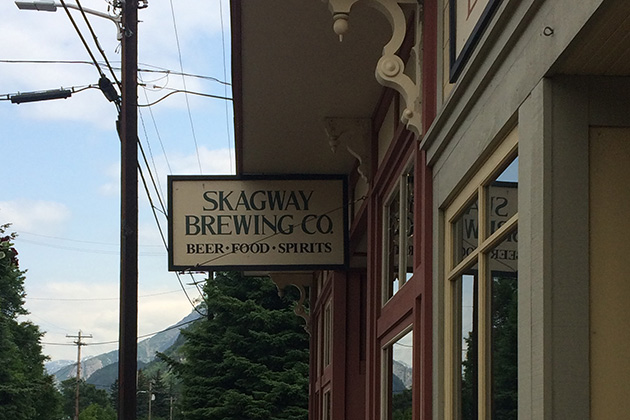 SKAGWAY
BREWING CO.
BEER • FOOD • SPIRITS